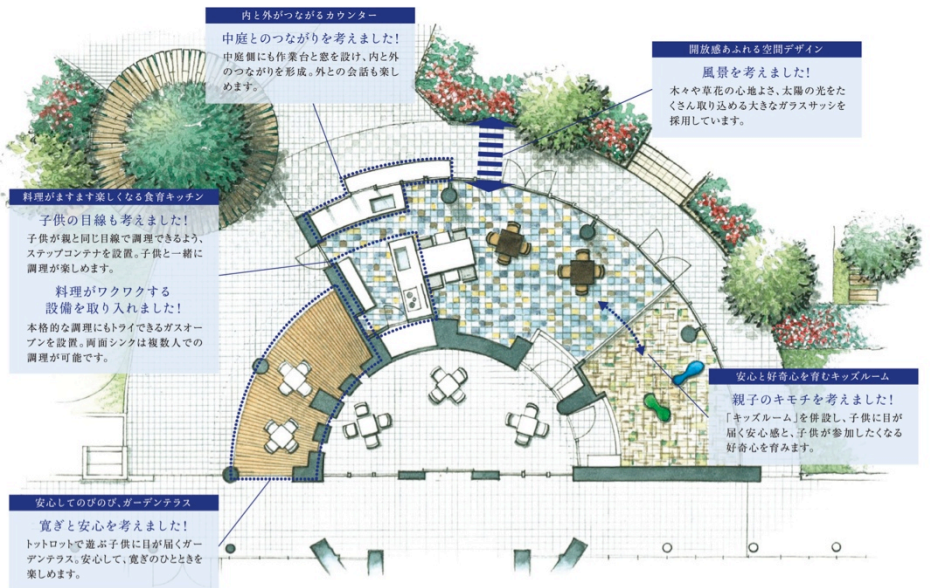 内と外がつながるカウンター
中庭とのつながりを考えました!
中庭側にも作業台と窓を設け、内と外
のつながりを形成。外との会話も楽し
めます。
開放感あふれる空間デザイン
風景を考えました!
木々や草花の心地よさ、太陽の光をた
くさん取り込める大きなガラスサッシを
採用しています。
料理がますます楽しくなる食育キッチン
子供の目線も考えました!
子供が親と同じ目線で調理できるよう、
ステップコンテナを設置。子供と一緒に
調理が楽しめます。
料理がワクワクする
設備を取り入れました!
本格的な調理にもトライできるガスオー
ブンを設置。両面シンクは複数人での
調理が可能です。
安心と好奇心を育むキッズルーム
親子のキモチを考えました!
「キッズルーム」を併設し、子供に目が
届く安心感と、子供が参加したくなる
好奇心を育みます。
安心してのびのび、ガーデンテラス
寛ぎと安心を考えました!
トットロットで遊ぶ子供に目が届くガー
デンテラス。安心して、寛ぎのひとときを
楽しめます。